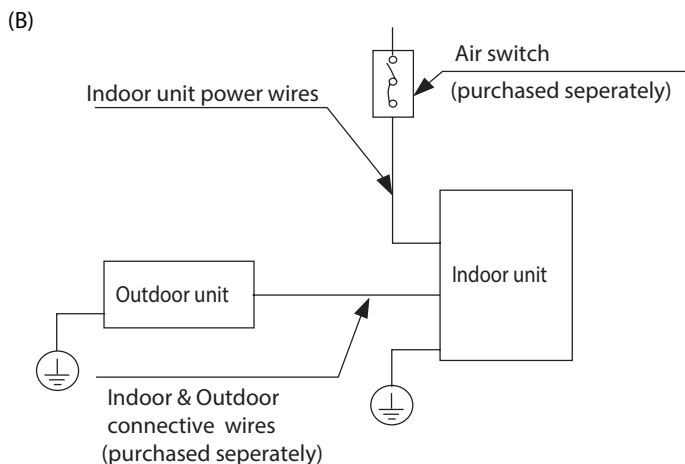 (B)
Air switch
(purchased seperately)
Indoor unit power wires
Indoor unit
Outdoor unit
Indoor & Outdoor
connective wires
(purchased seperately)